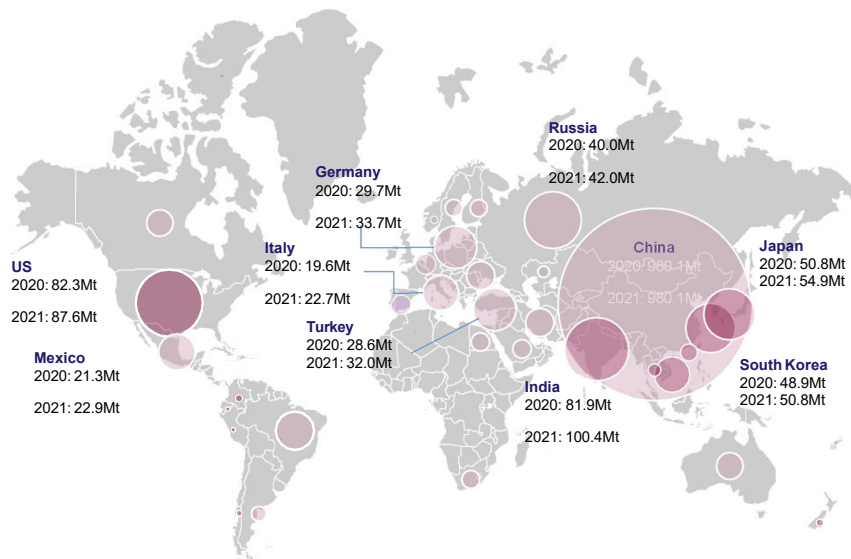 Russia
2020: 40.0Mt
2021: 42.0Mt
Germany
2020: 29.7Mt
2021: 33.7Mt
Italy
2020: 19.6Mt
2021: 22.7Mt
China
2020: 980.1Mt
2021: 980.1Mt
Japan
2020: 50.8Mt
2021: 54.9Mt
US
2020: 82.3Mt
2021: 87.6Mt
Turkey
2020: 28.6Mt
2021: 32.0Mt
Mexico
2020: 21.3Mt
2021: 22.9Mt
South Korea
2020: 48.9Mt
2021: 50.8Mt
India
2020: 81.9Mt
2021: 100.4Mt